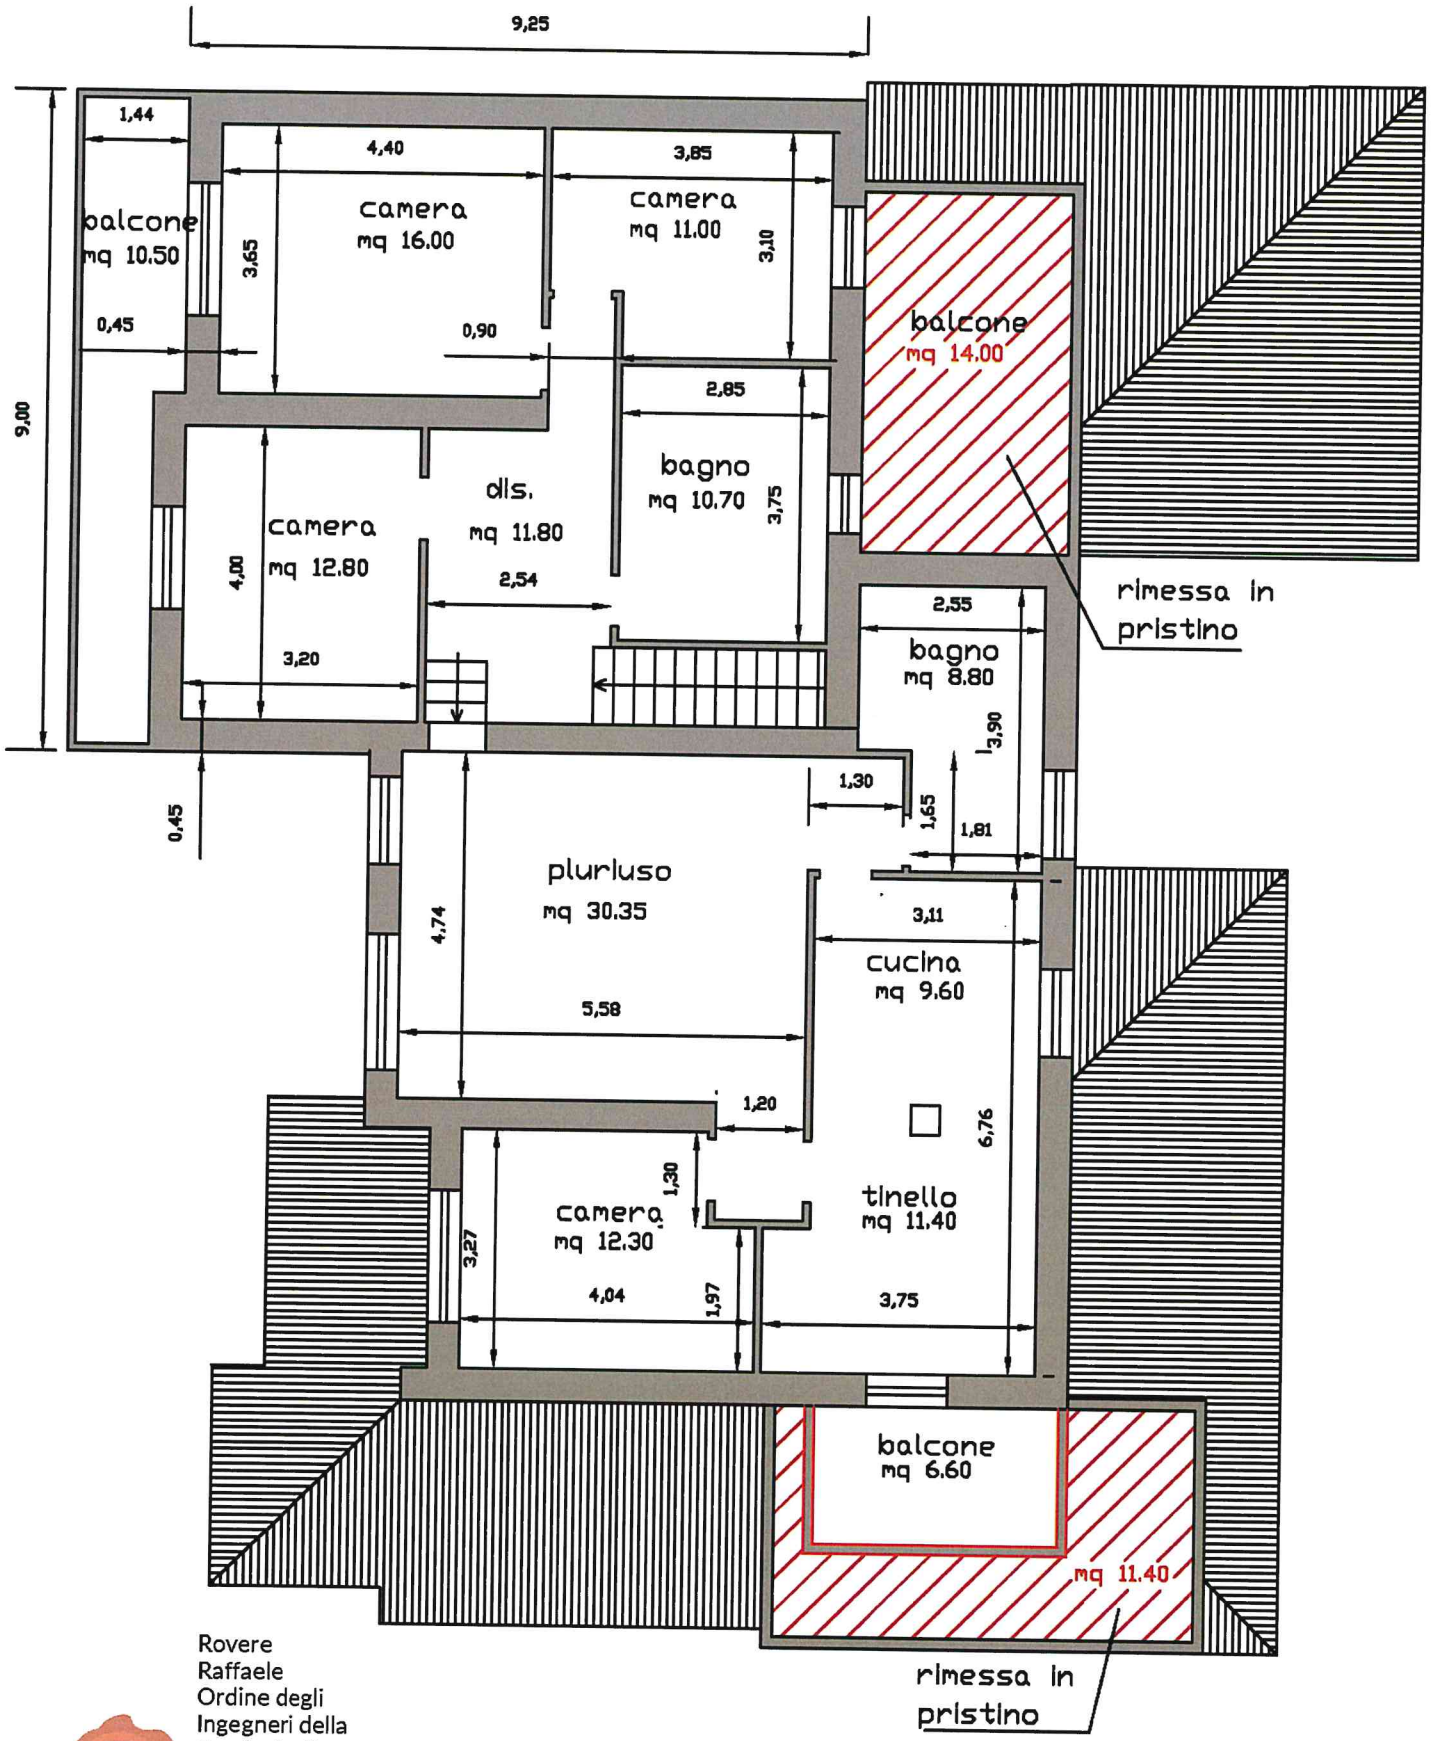 9,25
1,44
4,40
3,85
camera
mq 16.00
camera
mq 11.00
balcone
mq 10.50
3,65
3,10
0,45
0,90
balcone
mq 14.00
9,00
2,85
bagno
mq 10.70
3,75
dis.
mq 11.80
camera
mq 12.80
4,00
2,54
3,20
rimessa in
pristino
2,55
bagno
mq 8.80
3,90
0,45
1,30
1,65
1,81
pluriuso
mq 30.35
4,74
3,11
cucina
mq 9.60
5,58
1,20
6,76
1,30
tinello
mq 11.40
camera
mq 12.30
3,27
4,04
1,97
3,75
balcone
mq 6.60
mq 11.40
rimessa in
pristino
Rovere
Raffaele
Ordine degli
Ingegneri della